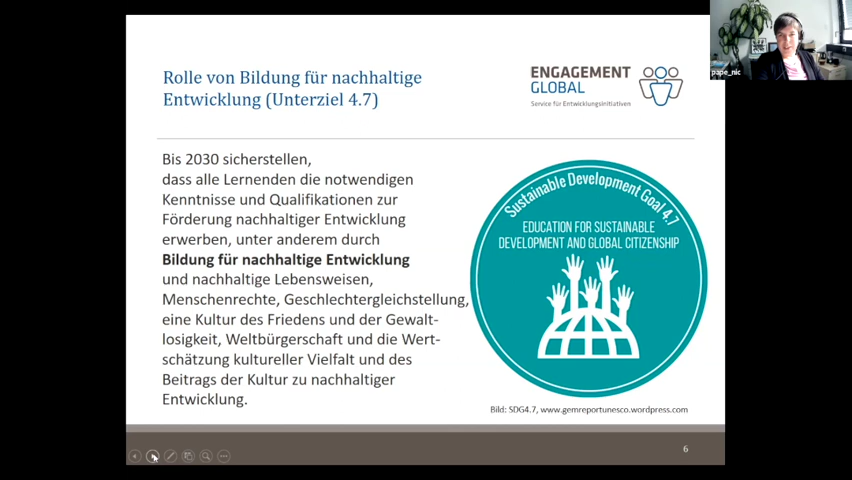 Rolle von Bildung für nachhaltige
Entwicklung (Unterziel 4.7)
ENGAGEMENT
GLOBAL
Service für Entwicklungsinitiativen
pape_nic
Bis 2030 sicherstellen,
dass alle Lernenden die notwendigen
Kenntnisse und Qualifikationen zur
Förderung nachhaltiger Entwicklung
erwerben, unter anderem durch
Bildung für nachhaltige Entwicklung
und nachhaltige Lebensweisen,
Menschenrechte, Geschlechtergleichstellung,
eine Kultur des Friedens und der Gewalt-
losigkeit, Weltbürgerschaft und die Wert-
schätzung kultureller Vielfalt und des
Beitrags der Kultur zu nachhaltiger
Entwicklung.
Sustainable Development Goal 4.7
EDUCATION FOR SUSTAINABLE
DEVELOPMENT AND GLOBAL CITIZENSHIP
Bild: SDG4.7, www.gemreportunesco.wordpress.com
6